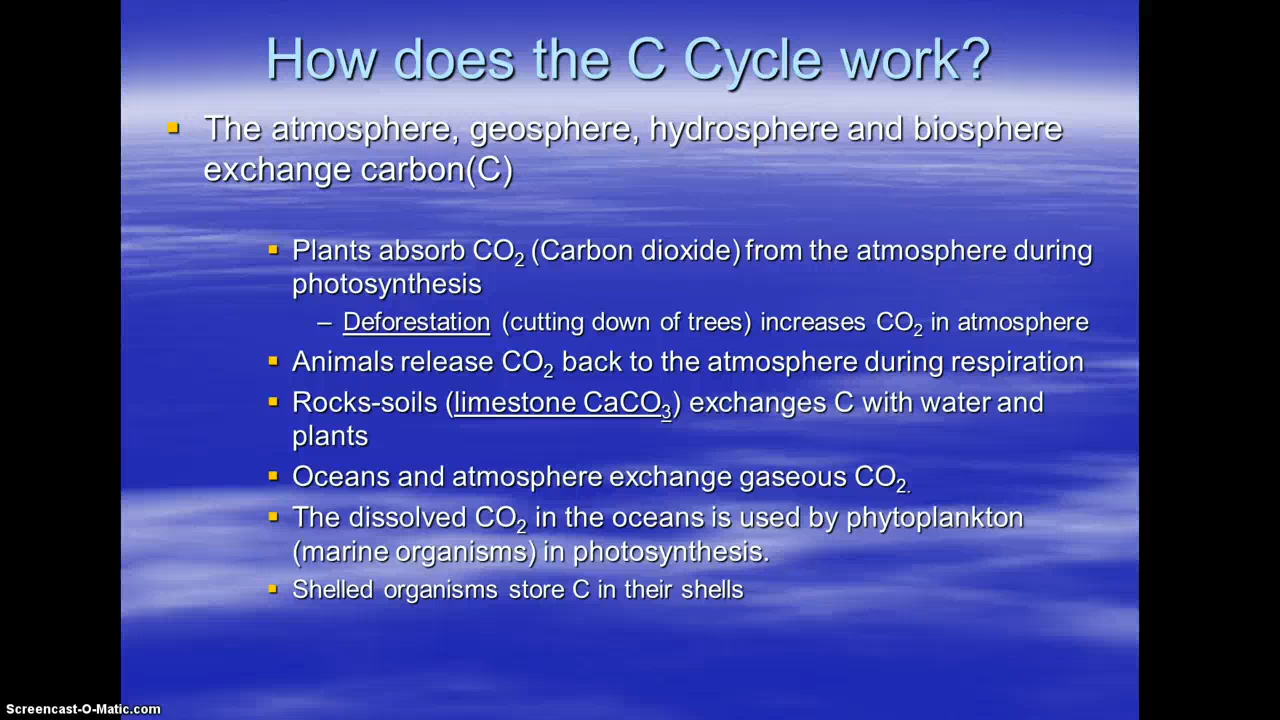 How does the C Cycle work?
▪ The atmosphere, geosphere, hydrosphere and biosphere
exchange carbon(C)
▪ Plants absorb CO₂ (Carbon dioxide) from the atmosphere during
photosynthesis
– Deforestation (cutting down of trees) increases CO₂ in atmosphere
▪ Animals release CO₂ back to the atmosphere during respiration
▪ Rocks-soils (limestone CaCO₃) exchanges C with water and
plants
▪ Oceans and atmosphere exchange gaseous CO₂.
▪ The dissolved CO₂ in the oceans is used by phytoplankton
(marine organisms) in photosynthesis.
▪ Shelled organisms store C in their shells
Screencast-O-Matic.com